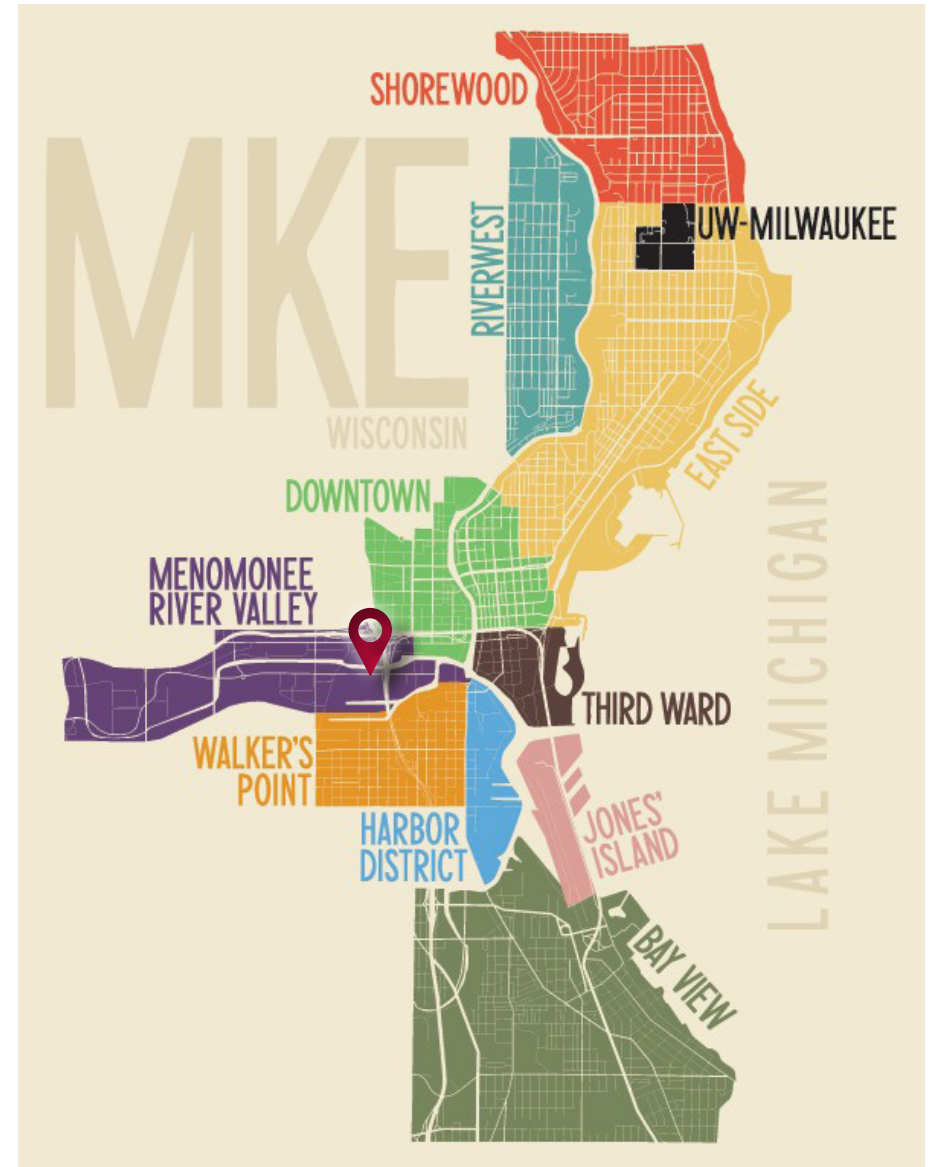 SHOREWOOD
MKE
WISCONSIN
RIVERWEST
UW-MILWAUKEE
EAST SIDE
DOWNTOWN
LAKE MICHIGAN
MENOMONEE
RIVER VALLEY
THIRD WARD
WALKER'S
POINT
HARBOR
DISTRICT
JONES'
ISLAND
BAY VIEW